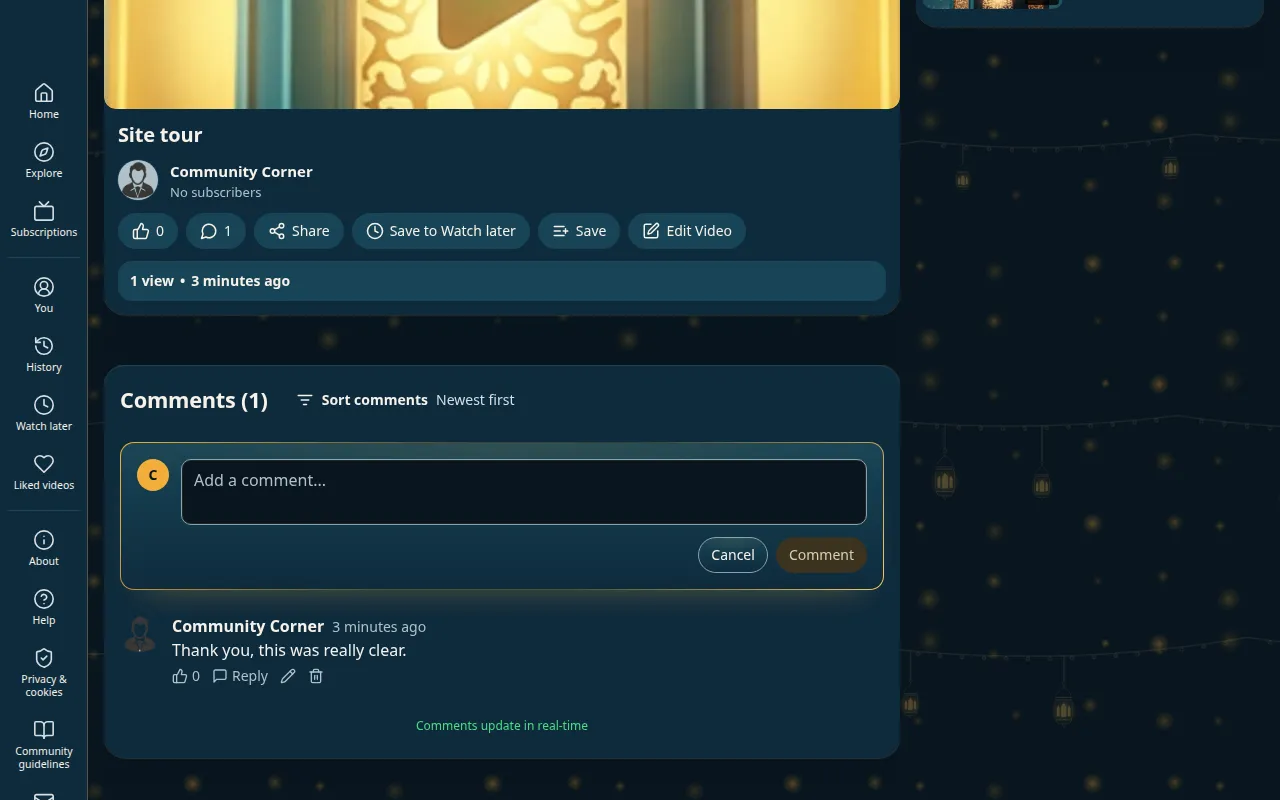 Home
Explore
Subscriptions
You
History
Watch later
Liked videos
About
Help
Privacy &
cookies
Community
guidelines
Site tour
Community Corner
No subscribers
0
1
Share
Save to Watch later
Save
Edit Video
1 view • 3 minutes ago
Comments (1)
Sort comments Newest first
C
Add a comment...
Cancel
Comment
Community Corner 3 minutes ago
Thank you, this was really clear.
0 Reply
Comments update in real-time